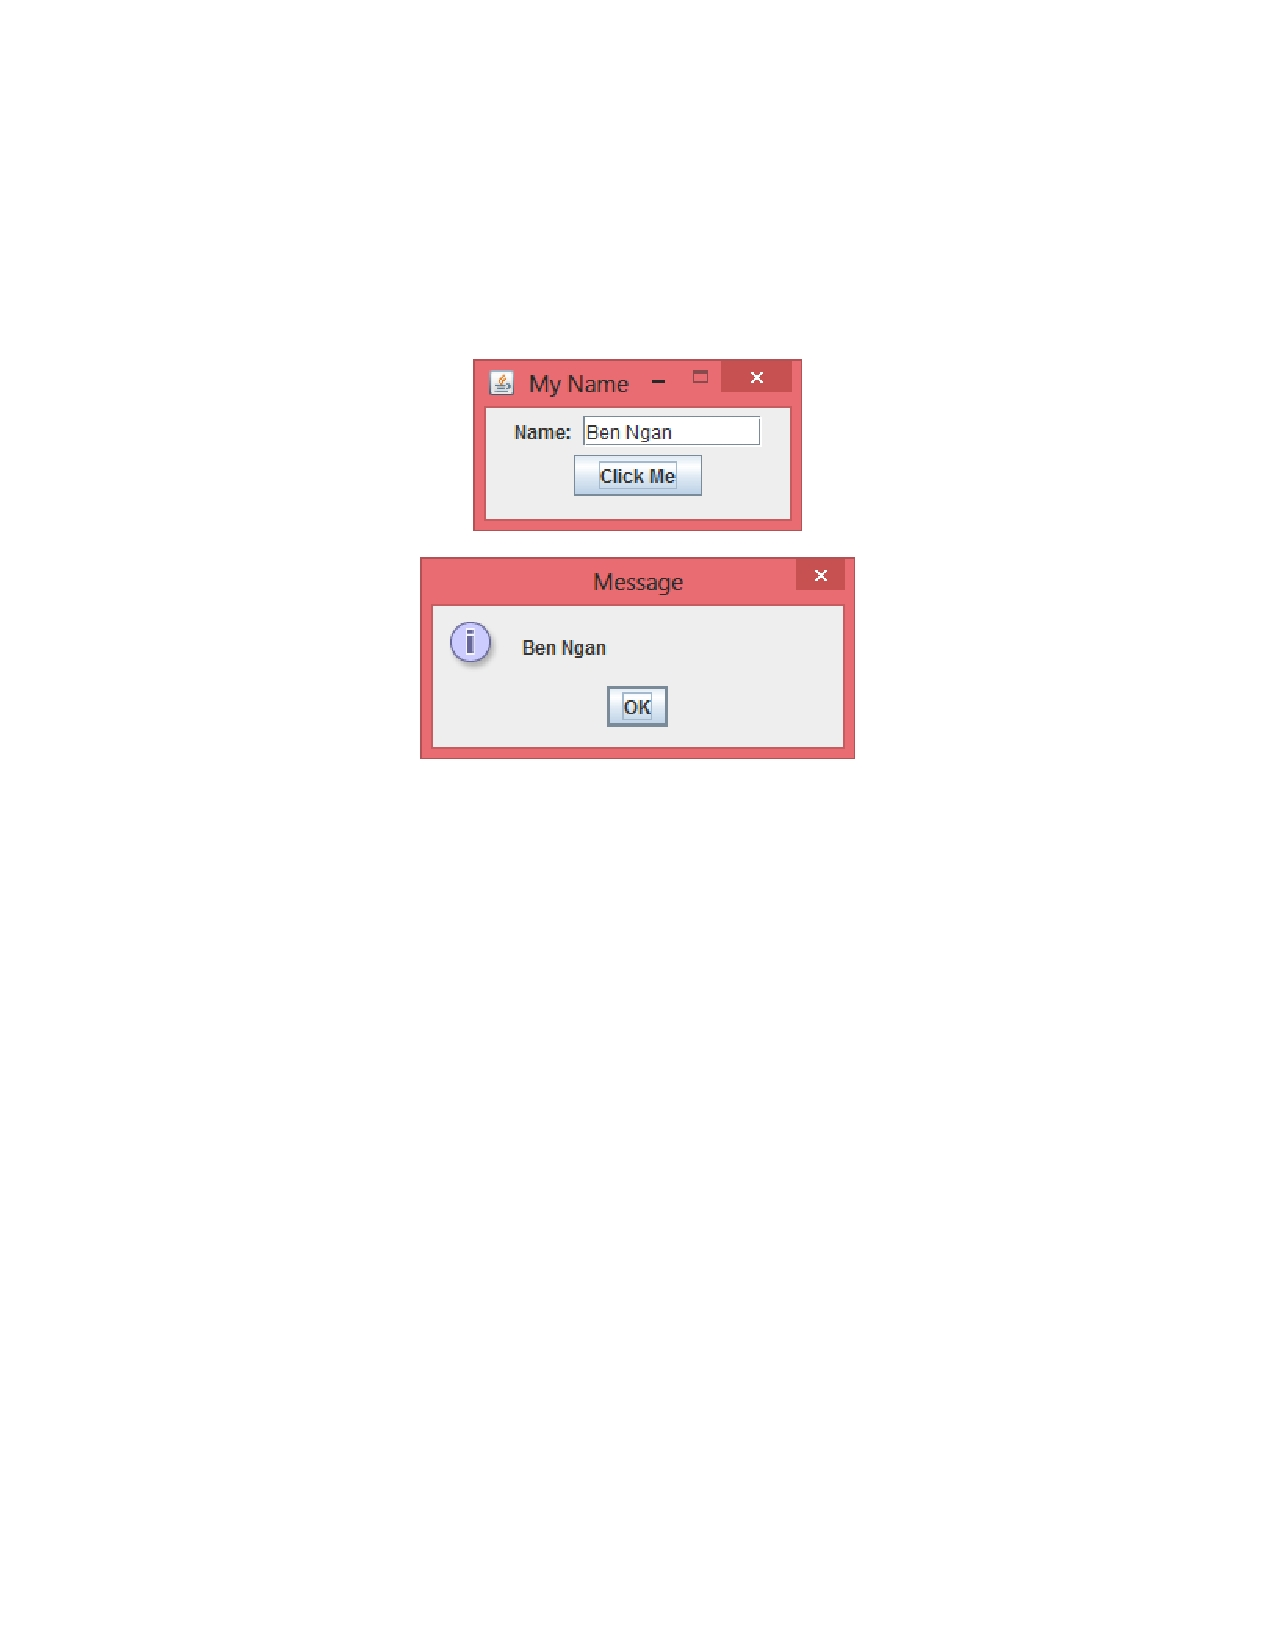 My Name
Name: Ben Ngan
Click Me
Message
Ben Ngan
OK